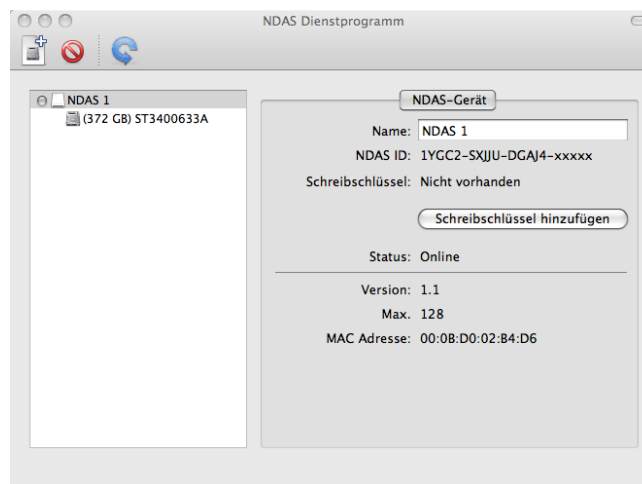 NDAS Dienstprogramm
NDAS 1
(372 GB) ST3400633A
NDAS-Gerät
Name: NDAS 1
NDAS ID: 1YGC2-SXJJU-DGAJ4-xxxxx
Schreibschlüssel: Nicht vorhanden
Schreibschlüssel hinzufügen
Status: Online
Version: 1.1
Max. 128
MAC Adresse: 00:0B:D0:02:B4:D6